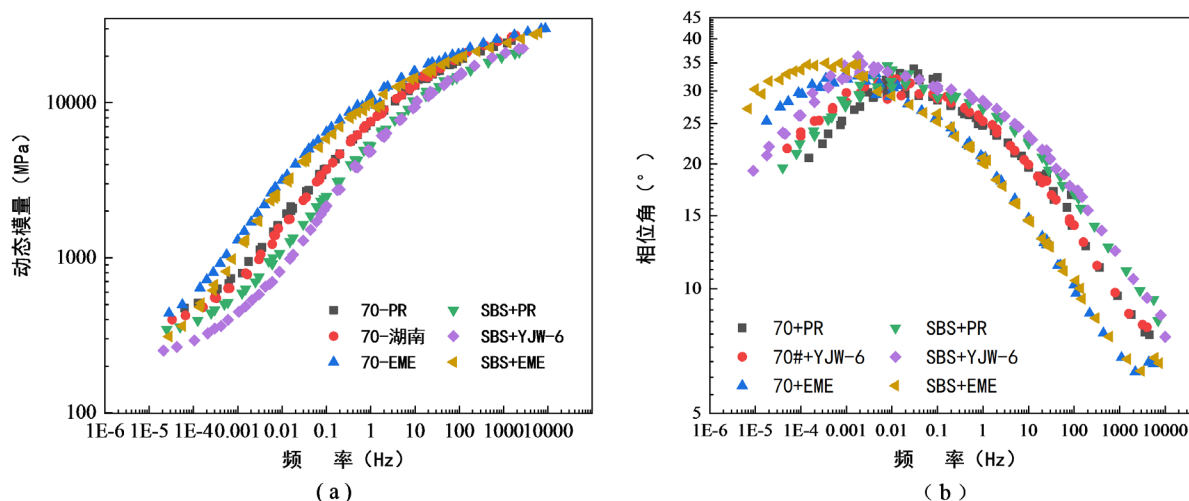 动态模量（MPa）
10000
1000
100
70-PR
70-湖南
70-EME
SBS+PR
SBS+YJW-6
SBS+EME
1E-6 1E-5 1E-4 0.001 0.01 0.1 1 10 100 1000 10000
频 率(Hz)
(a)
相位角（°）
45
40
35
30
25
20
15
10
5
70+PR
70#+YJW-6
70+EME
SBS+PR
SBS+YJW-6
SBS+EME
1E-6 1E-5 1E-4 0.001 0.01 0.1 1 10 100 1000 10000
频 率(Hz)
(b)